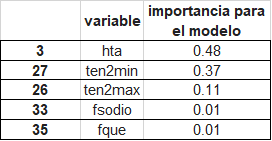 variable importancia para el modelo
3 hta 0.48
27 ten2min 0.37
26 ten2max 0.11
33 fsodio 0.01
35 fque 0.01